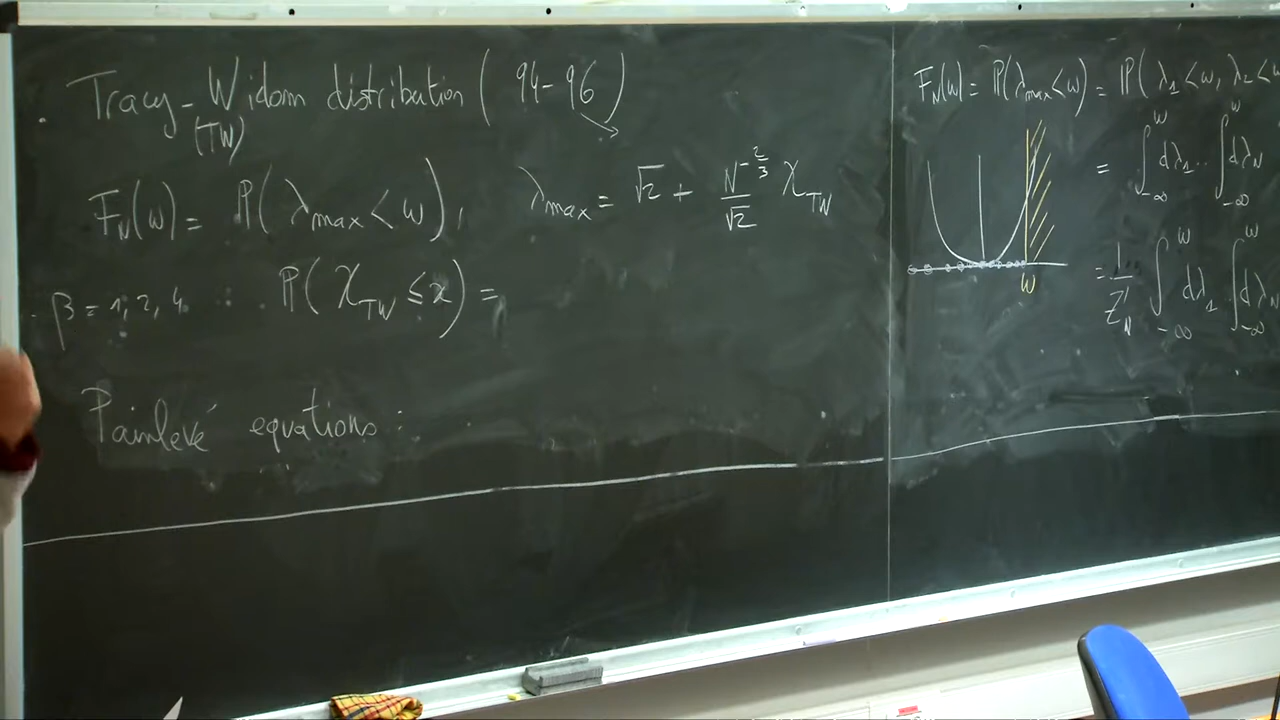 Tracy-Widom distribution (94-96)
(TW)
F_N(w) = P(λ_max < w), λ_max = √2 + N^{-2/3}/√2 χ_TW
β = 1, 2, 4 : P(χ_TW ≤ x) =
Painlevé equations :
F_N(w) = P(λ_max < w) = P(λ_1 < w, λ_2 < w
= ∫_{-∞}^{w} dλ_1 .. ∫_{-∞}^{w} dλ_N
w
= 1/Z'_N ∫_{-∞}^{w} dλ_1 ∫_{-∞}^{w} dλ_N